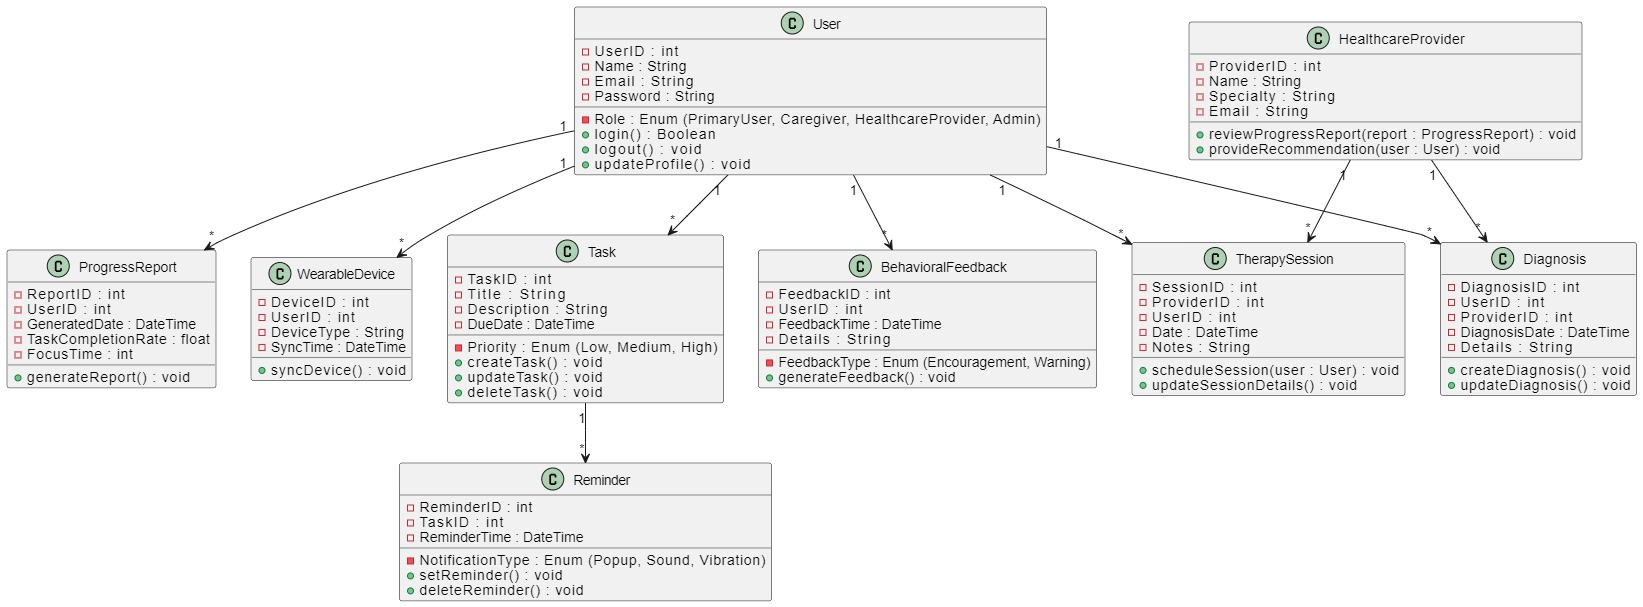 C User
UserID : int
Name : String
Email : String
Password : String
Role : Enum (PrimaryUser, Caregiver, HealthcareProvider, Admin)
login() : Boolean
logout() : void
updateProfile() : void
C HealthcareProvider
ProviderID : int
Name : String
Specialty : String
Email : String
reviewProgressReport(report : ProgressReport) : void
provideRecommendation(user : User) : void
1
1
1
1
1
1
1
1
*
*
*
*
*
*
*
*
C ProgressReport
ReportID : int
UserID : int
GeneratedDate : DateTime
TaskCompletionRate : float
FocusTime : int
generateReport() : void
C WearableDevice
DeviceID : int
UserID : int
DeviceType : String
SyncTime : DateTime
syncDevice() : void
C Task
TaskID : int
Title : String
Description : String
DueDate : DateTime
Priority : Enum (Low, Medium, High)
createTask() : void
updateTask() : void
deleteTask() : void
C BehavioralFeedback
FeedbackID : int
UserID : int
FeedbackTime : DateTime
Details : String
FeedbackType : Enum (Encouragement, Warning)
generateFeedback() : void
C TherapySession
SessionID : int
ProviderID : int
UserID : int
Date : DateTime
Notes : String
scheduleSession(user : User) : void
updateSessionDetails() : void
C Diagnosis
DiagnosisID : int
UserID : int
ProviderID : int
DiagnosisDate : DateTime
Details : String
createDiagnosis() : void
updateDiagnosis() : void
1
*
C Reminder
ReminderID : int
TaskID : int
ReminderTime : DateTime
NotificationType : Enum (Popup, Sound, Vibration)
setReminder() : void
deleteReminder() : void